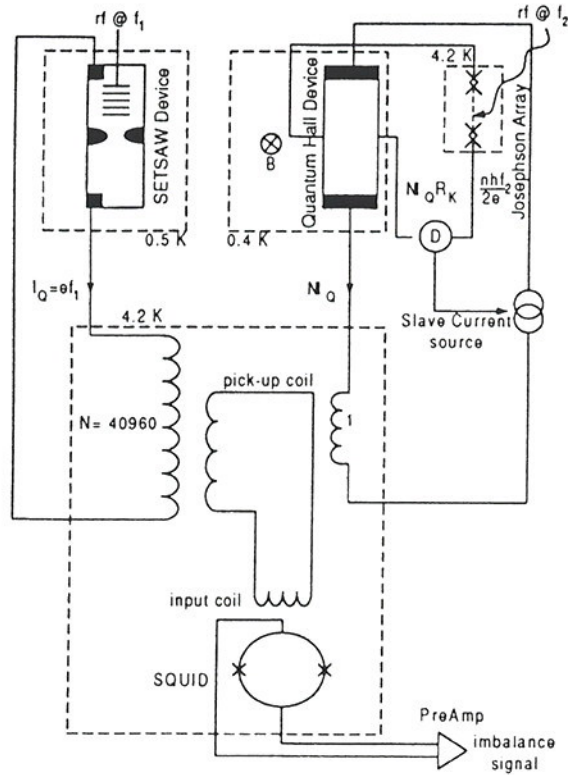 rf @ f1
rf @ f2
4.2 K
SETSAW Device
Quantum Hall Device
Josephson Array
B
NIQRK
nhf2
2e
D
0.5 K
0.4 K
IQ=ef1
NIQ
Slave Current
source
4.2 K
pick-up coil
N= 40960
1
input coil
SQUID
PreAmp
imbalance
signal